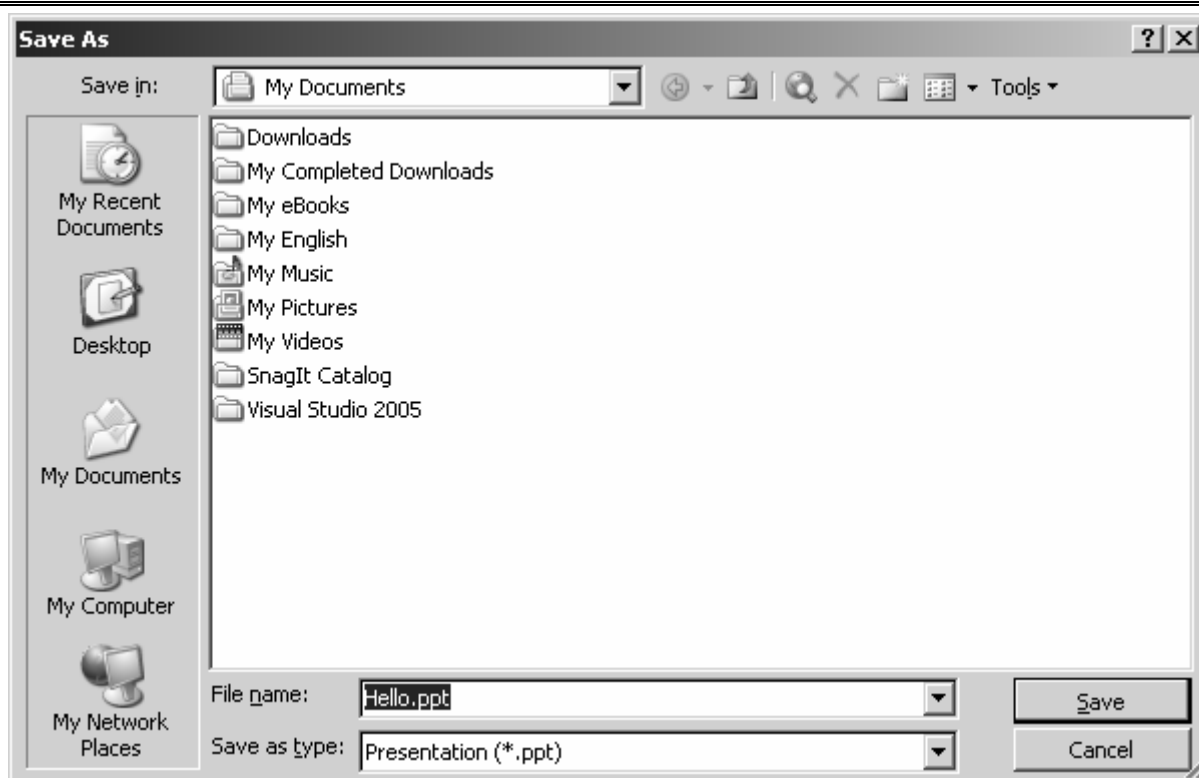 Save As
Save in:
My Documents
Tools
My Recent
Documents
Desktop
My Documents
My Computer
My Network
Places
Downloads
My Completed Downloads
My eBooks
My English
My Music
My Pictures
My Videos
SnagIt Catalog
Visual Studio 2005
File name:
Hello.ppt
Save
Save as type:
Presentation (*.ppt)
Cancel